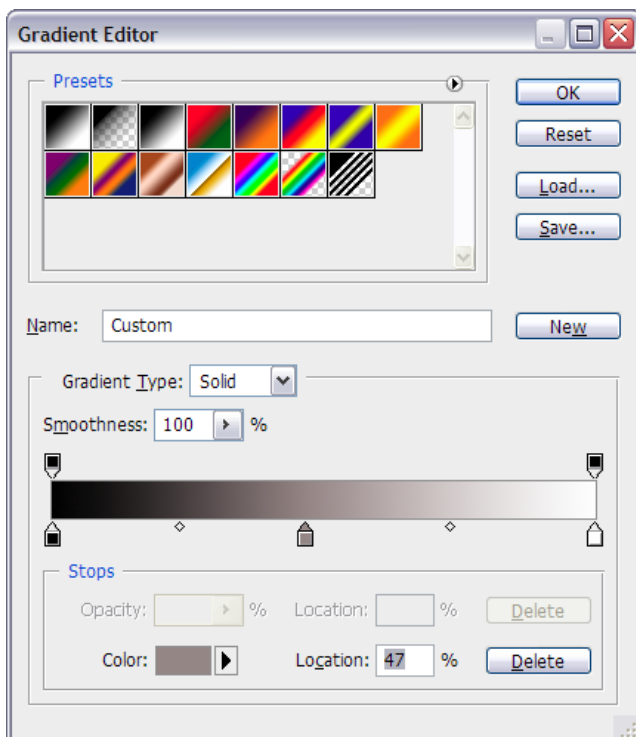 Gradient Editor
Presets
OK
Reset
Load...
Save...
Name: Custom New
Gradient Type: Solid
Smoothness: 100 %
Stops
Opacity: % Location: % Delete
Color: Location: 47 % Delete